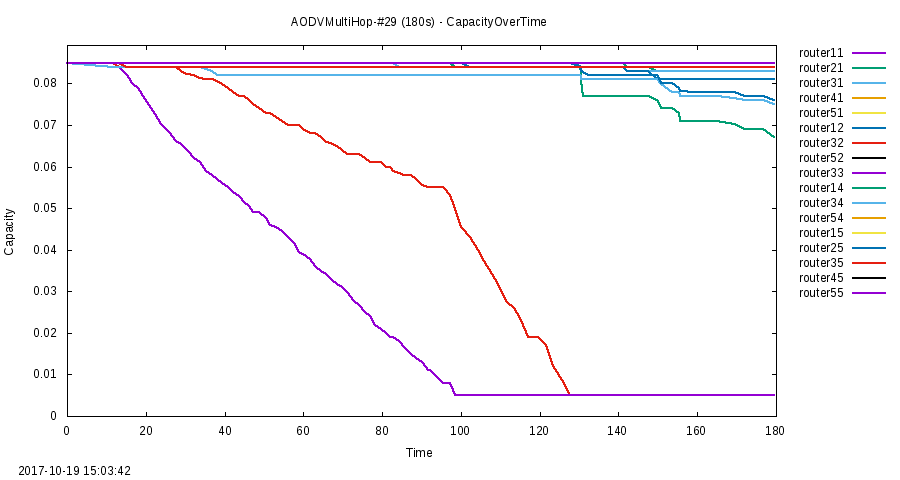 AODVMultiHop-#29 (180s) - CapacityOverTime
router11
router21
router31
router41
router51
router12
router32
router52
router33
router14
router34
router54
router15
router25
router35
router45
router55
0.08
0.07
0.06
0.05
0.04
0.03
0.02
0.01
0
Capacity
0 20 40 60 80 100 120 140 160 180
Time
2017-10-19 15:03:42